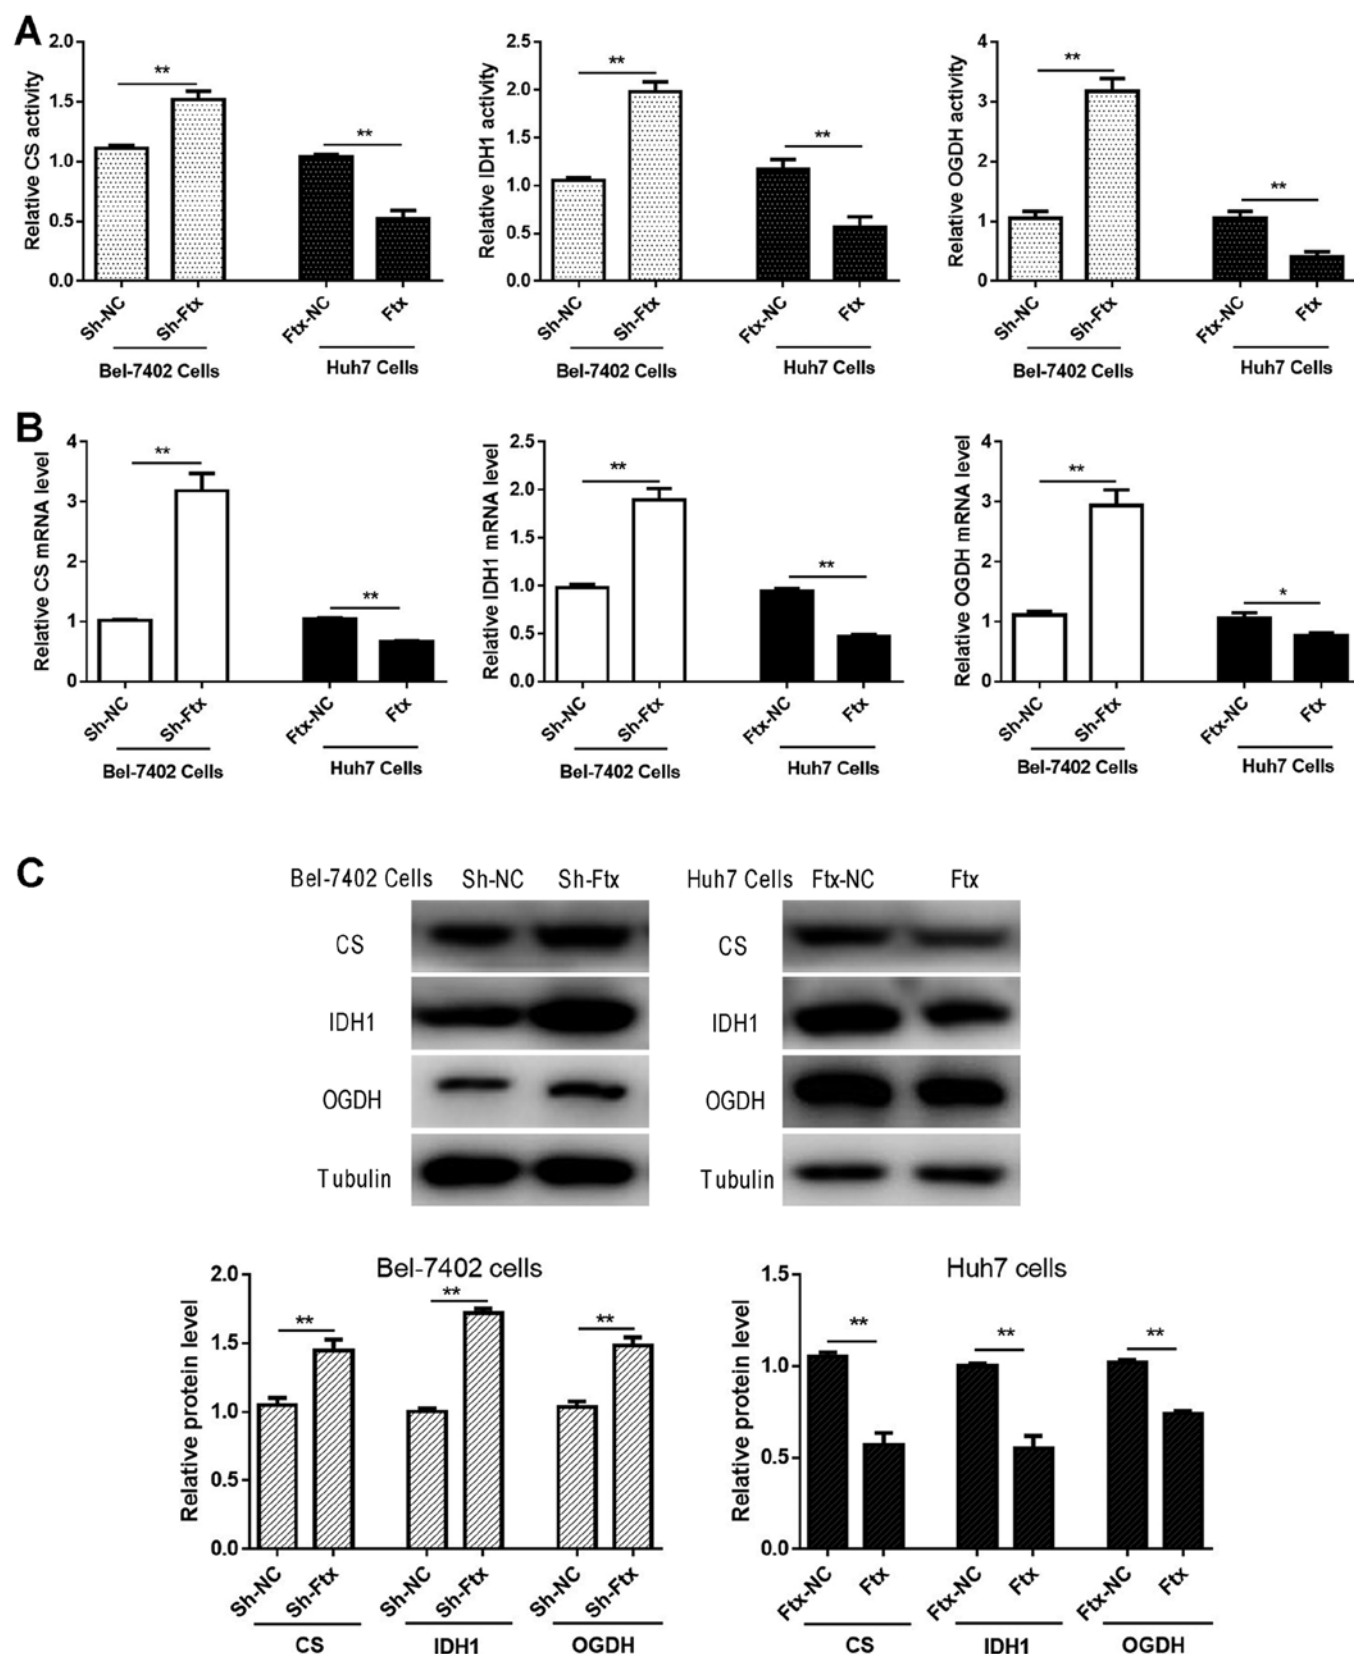 A
Relative CS activity
2.0
1.5
1.0
0.5
0.0
**
**
Sh-NC
Sh-Ftx
Ftx-NC
Ftx
Bel-7402 Cells
Huh7 Cells
Relative IDH1 activity
2.5
2.0
1.5
1.0
0.5
0.0
**
**
Sh-NC
Sh-Ftx
Ftx-NC
Ftx
Bel-7402 Cells
Huh7 Cells
Relative OGDH activity
4
3
2
1
0
**
**
Sh-NC
Sh-Ftx
Ftx-NC
Ftx
Bel-7402 Cells
Huh7 Cells
B
Relative CS mRNA level
4
3
2
1
0
**
**
Sh-NC
Sh-Ftx
Ftx-NC
Ftx
Bel-7402 Cells
Huh7 Cells
Relative IDH1 mRNA level
2.5
2.0
1.5
1.0
0.5
0.0
**
**
Sh-NC
Sh-Ftx
Ftx-NC
Ftx
Bel-7402 Cells
Huh7 Cells
Relative OGDH mRNA level
4
3
2
1
0
**
*
Sh-NC
Sh-Ftx
Ftx-NC
Ftx
Bel-7402 Cells
Huh7 Cells
C
Bel-7402 Cells Sh-NC Sh-Ftx
CS
IDH1
OGDH
Tubulin
Huh7 Cells Ftx-NC Ftx
CS
IDH1
OGDH
Tubulin
Bel-7402 cells
Relative protein level
2.0
1.5
1.0
0.5
0.0
**
**
**
Sh-NC
Sh-Ftx
Sh-NC
Sh-Ftx
Sh-NC
Sh-Ftx
CS
IDH1
OGDH
Huh7 cells
Relative protein level
1.5
1.0
0.5
0.0
**
**
**
Ftx-NC
Ftx
Ftx-NC
Ftx
Ftx-NC
Ftx
CS
IDH1
OGDH